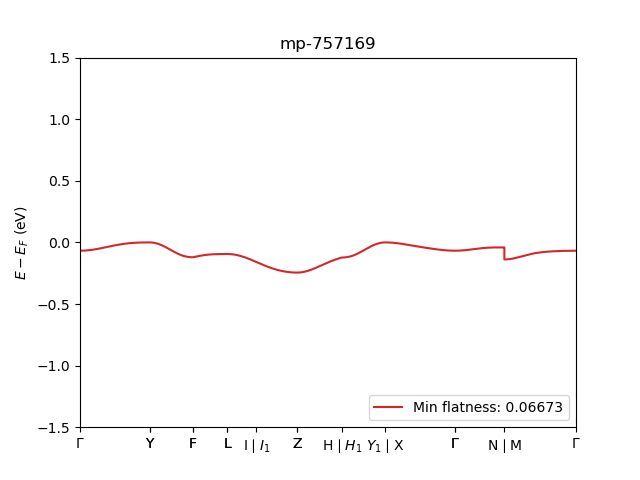 mp-757169
1.5
1.0
0.5
0.0
−0.5
−1.0
−1.5
E − E_F (eV)
Min flatness: 0.06673
Γ Y F L I | I₁ Z H | H₁ Y₁ | X Γ N | M Γ